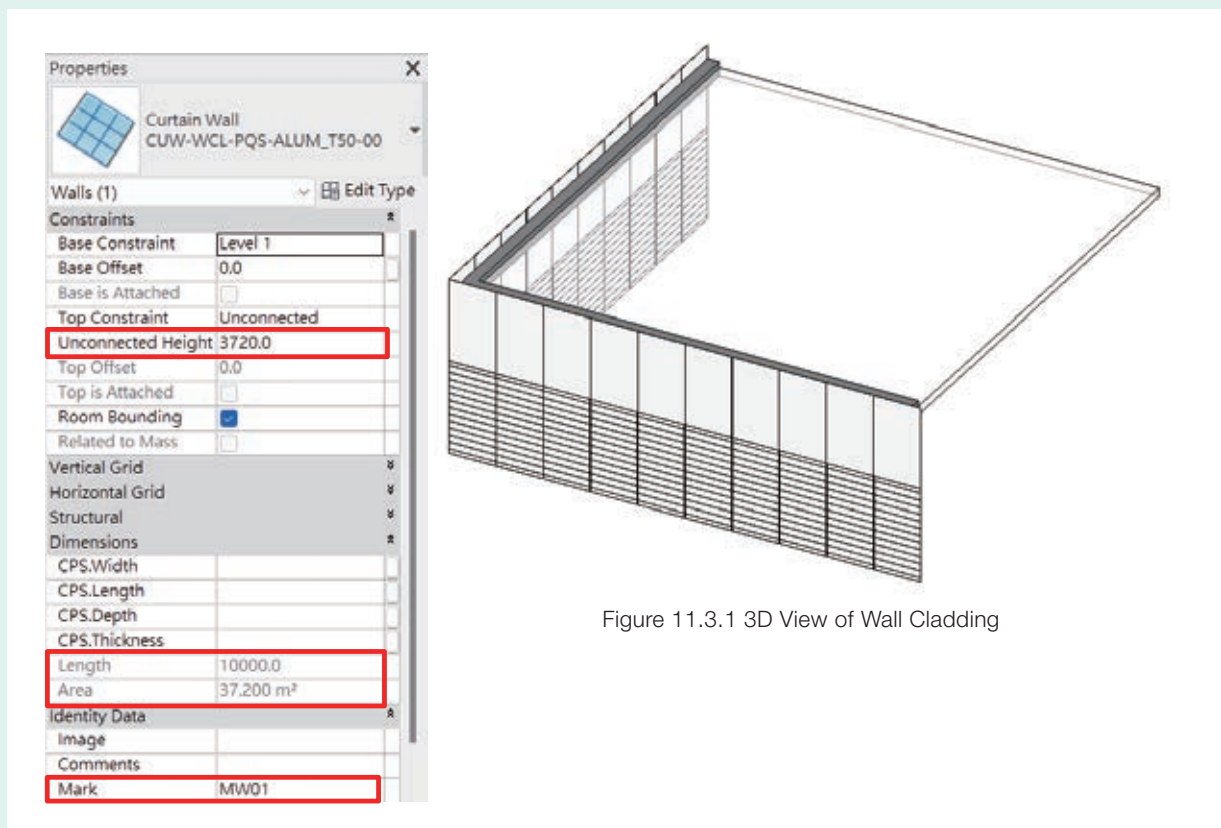 Properties X
Curtain Wall
CUW-WCL-PQS-ALUM_T50-00
Walls (1) Edit Type
Constraints
Base Constraint Level 1
Base Offset 0.0
Base is Attached
Top Constraint Unconnected
Unconnected Height 3720.0
Top Offset 0.0
Top is Attached
Room Bounding
Related to Mass
Vertical Grid
Horizontal Grid
Structural
Dimensions
CPS.Width
CPS.Length
CPS.Depth
CPS.Thickness
Length 10000.0
Area 37.200 m²
Identity Data
Image
Comments
Mark MW01
Figure 11.3.1 3D View of Wall Cladding